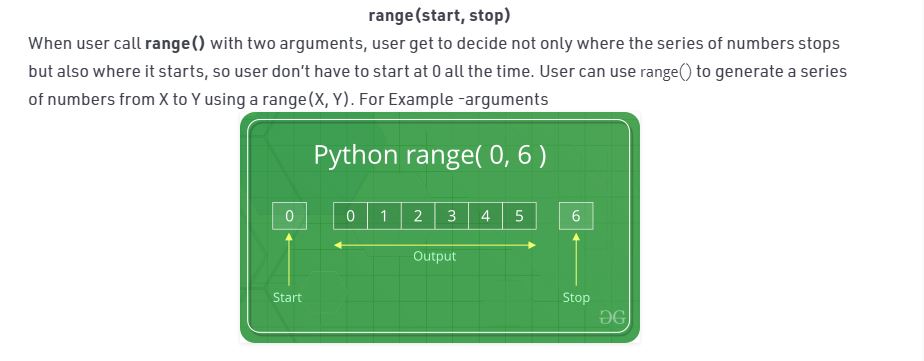 range(start, stop)
When user call range() with two arguments, user get to decide not only where the series of numbers stops
but also where it starts, so user don’t have to start at 0 all the time. User can use range() to generate a series
of numbers from X to Y using a range(X, Y). For Example -arguments
Python range( 0, 6 )
0 0 1 2 3 4 5 6
Output
Start Stop
GG